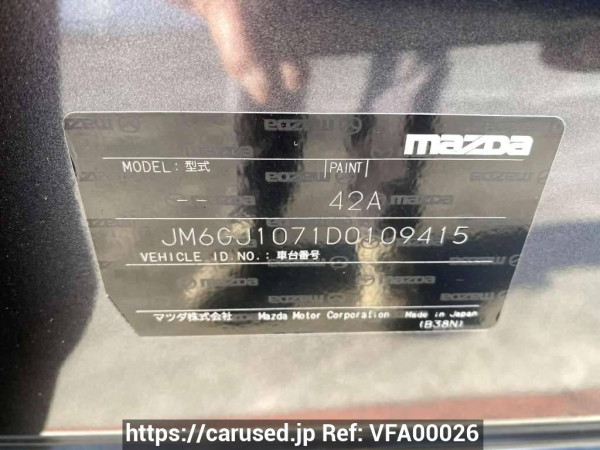 mazda
MODEL: 型式 PAINT
-- 42A
JM6GJ1071D0109415
VEHICLE ID NO.: 車台番号
マツダ株式会社 Mazda Motor Corporation Made in Japan
(B38N)
https://carused.jp Ref: VFA00026